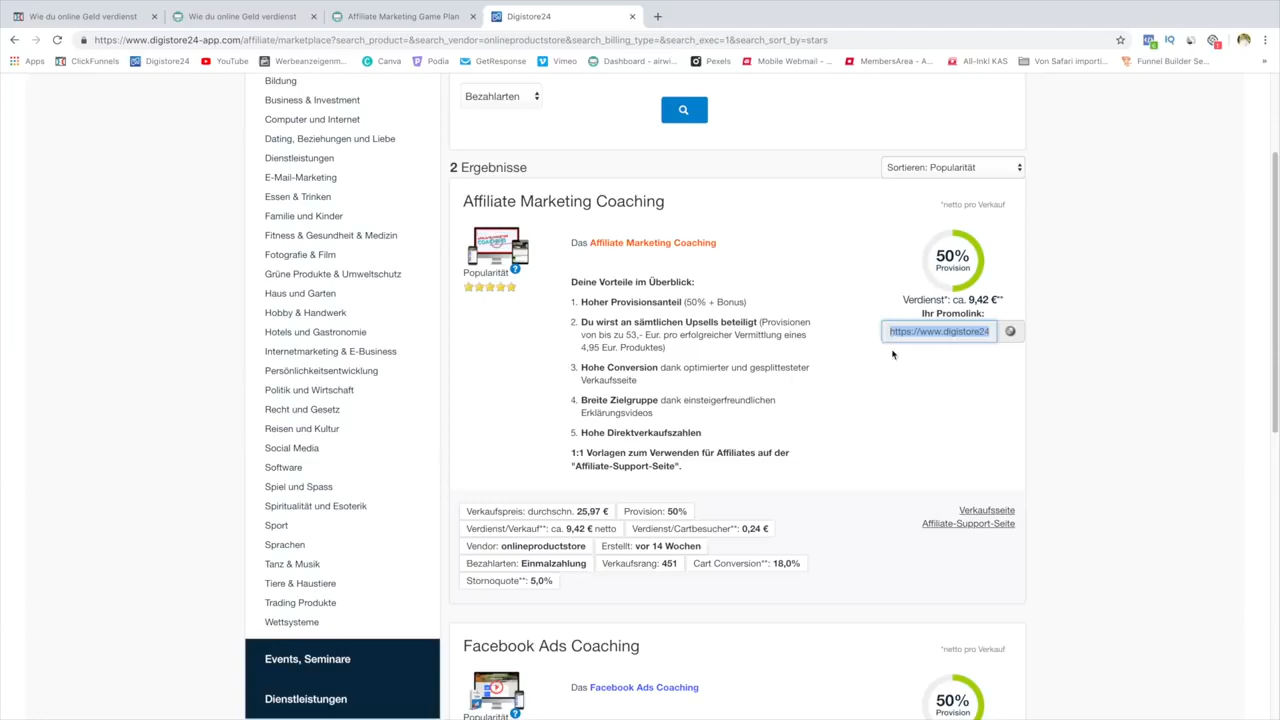 Wie du online Geld verdienst
Wie du online Geld verdienst
Affiliate Marketing Game Plan
Digistore24
https://www.digistore24-app.com/affiliate/marketplace?search_product=&search_vendor=onlineproductstore&search_billing_type=&search_exec=1&search_sort_by=stars
Apps
ClickFunnels
Digistore24
YouTube
Werbeanzeigenm...
Canva
Podia
GetResponse
Vimeo
Dashboard - airwi...
Pexels
Mobile Webmail -...
MembersArea - A...
All-Inkl KAS
Von Safari importi...
Funnel Builder Se...
»
Bildung
Business & Investment
Computer und Internet
Dating, Beziehungen und Liebe
Dienstleistungen
E-Mail-Marketing
Essen & Trinken
Familie und Kinder
Fitness & Gesundheit & Medizin
Fotografie & Film
Grüne Produkte & Umweltschutz
Haus und Garten
Hobby & Handwerk
Hotels und Gastronomie
Internetmarketing & E-Business
Persönlichkeitsentwicklung
Politik und Wirtschaft
Recht und Gesetz
Reisen und Kultur
Social Media
Software
Spiel und Spass
Spiritualität und Esoterik
Sport
Sprachen
Tanz & Musik
Tiere & Haustiere
Trading Produkte
Wettsysteme
Events, Seminare
Dienstleistungen
Bezahlarten
2 Ergebnisse
Sortieren: Popularität
Affiliate Marketing Coaching
*netto pro Verkauf
Popularität ?
Das Affiliate Marketing Coaching
Deine Vorteile im Überblick:
1. Hoher Provisionsanteil (50% + Bonus)
2. Du wirst an sämtlichen Upsells beteiligt (Provisionen
von bis zu 53,- Eur. pro erfolgreicher Vermittlung eines
4,95 Eur. Produktes)
3. Hohe Conversion dank optimierter und gesplittesteter
Verkaufsseite
4. Breite Zielgruppe dank einsteigerfreundlichen
Erklärungsvideos
5. Hohe Direktverkaufszahlen
1:1 Vorlagen zum Verwenden für Affiliates auf der
"Affiliate-Support-Seite".
50%
Provision
Verdienst*: ca. 9,42 €**
Ihr Promolink:
https://www.digistore24
Verkaufspreis: durchschn. 25,97 €
Provision: 50%
Verdienst/Verkauf**: ca. 9,42 € netto
Verdienst/Cartbesucher**: 0,24 €
Vendor: onlineproductstore
Erstellt: vor 14 Wochen
Bezahlarten: Einmalzahlung
Verkaufsrang: 451
Cart Conversion**: 18,0%
Stornoquote**: 5,0%
Verkaufsseite
Affiliate-Support-Seite
Facebook Ads Coaching
*netto pro Verkauf
Popularität ?
Das Facebook Ads Coaching
50%
Provision